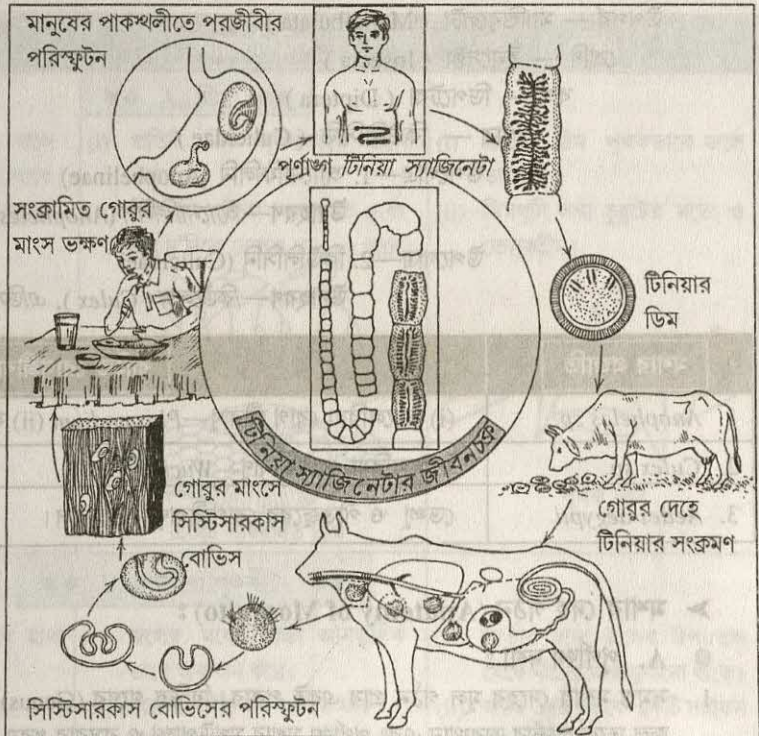 মানুষের পাকস্থলীতে পরজীবীর
পরিস্ফুটন
পূর্ণাঙ্গ টিনিয়া স্যাজিনেটা
সংক্রামিত গোরুর
মাংস ভক্ষণ
টিনিয়ার
ডিম
টিনিয়া স্যাজিনেটার জীবনচক্র
গোরুর মাংসে
সিস্টিসারকাস
বোভিস
গোরুর দেহে
টিনিয়ার সংক্রমণ
সিস্টিসারকাস বোভিসের পরিস্ফুটন